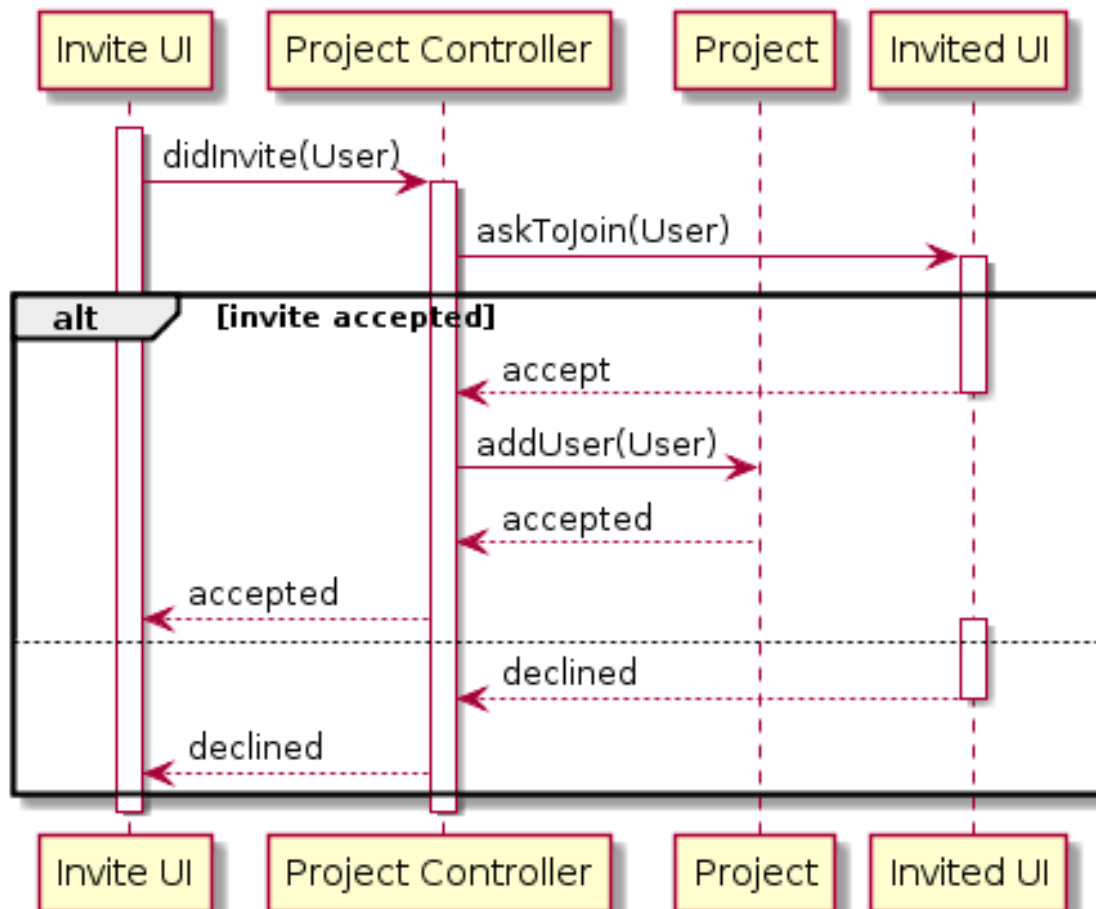 Invite UI
Project Controller
Project
Invited UI
didInvite(User)
askToJoin(User)
alt
[invite accepted]
accept
addUser(User)
accepted
accepted
declined
declined
Invite UI
Project Controller
Project
Invited UI